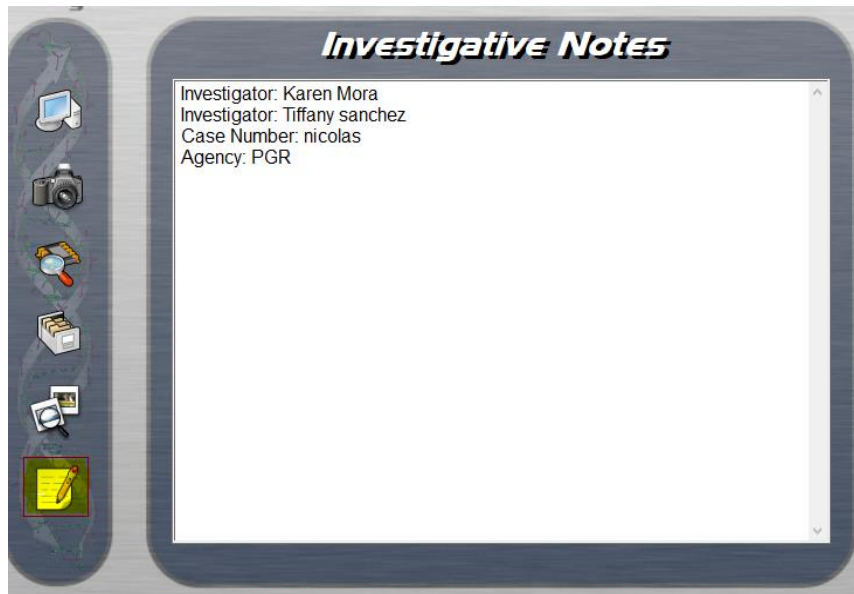 Investigative Notes
Investigator: Karen Mora
Investigator: Tiffany sanchez
Case Number: nicolas
Agency: PGR